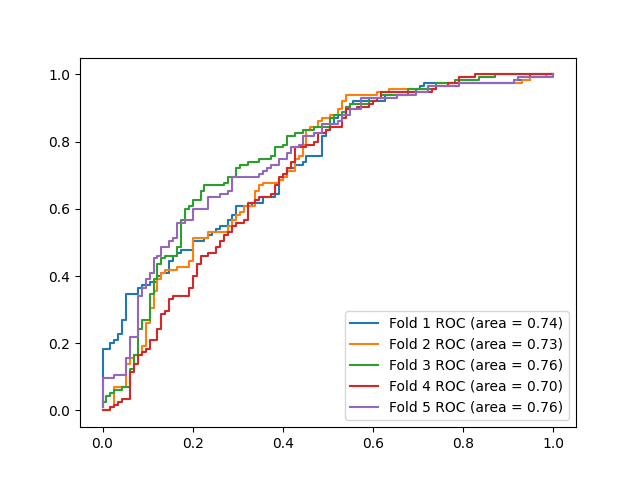 1.0
0.8
0.6
0.4
0.2
0.0
Fold 1 ROC (area = 0.74)
Fold 2 ROC (area = 0.73)
Fold 3 ROC (area = 0.76)
Fold 4 ROC (area = 0.70)
Fold 5 ROC (area = 0.76)
0.0 0.2 0.4 0.6 0.8 1.0